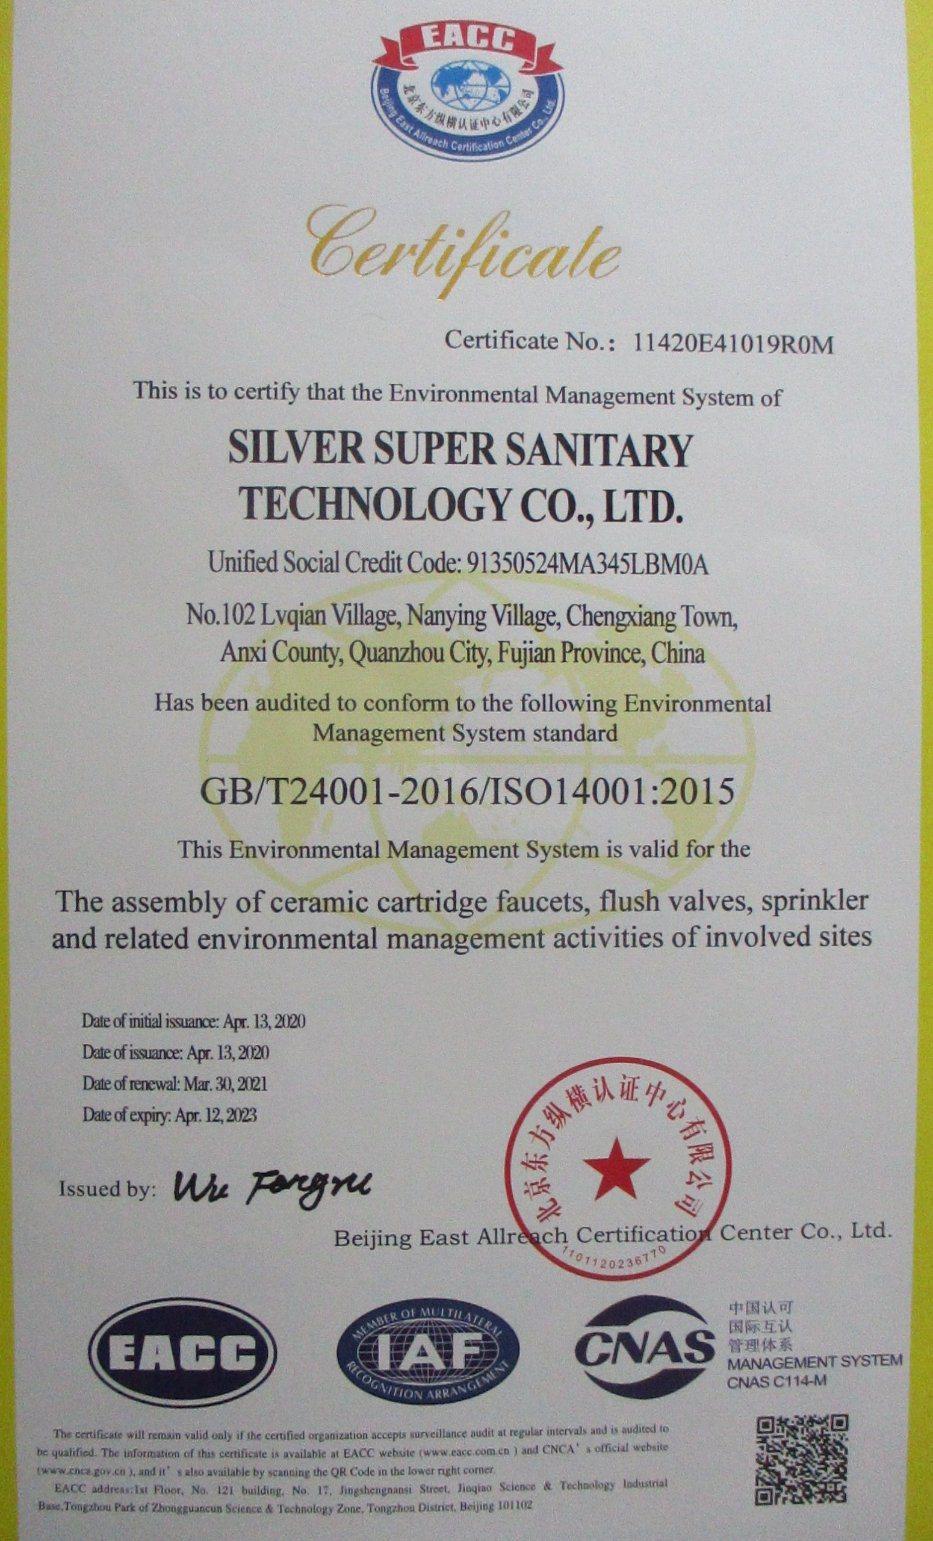 EACC
北京东方纵横认证中心有限公司
Beijing East Allreach Certification Center Co., Ltd.
Certificate
Certificate No.: 11420E41019R0M
This is to certify that the Environmental Management System of
SILVER SUPER SANITARY
TECHNOLOGY CO., LTD.
Unified Social Credit Code: 91350524MA345LBM0A
No.102 Lvqian Village, Nanying Village, Chengxiang Town,
Anxi County, Quanzhou City, Fujian Province, China
Has been audited to conform to the following Environmental
Management System standard
GB/T24001-2016/ISO14001:2015
This Environmental Management System is valid for the
The assembly of ceramic cartridge faucets, flush valves, sprinkler
and related environmental management activities of involved sites
Date of initial issuance: Apr. 13, 2020
Date of issuance: Apr. 13, 2020
Date of renewal: Mar. 30, 2021
Date of expiry: Apr. 12, 2023
Issued by: Wu Fongru
北京东方纵横认证中心有限公司
Beijing East Allreach Certification Center Co., Ltd.
1101120236770
EACC
MEMBER OF MULTILATERAL
IAF
RECOGNITION ARRANGEMENT
CNAS
中国认可
国际互认
管理体系
MANAGEMENT SYSTEM
CNAS C114-M
The certificate will remain valid only if the certified organization accepts surveillance audit at regular intervals and is audited to
be qualified. The information of this certificate is available at EACC website (www.eacc.com.cn ) and CNCA's official website
(www.cnca.gov.cn ), and it's also available by scanning the QR Code in the lower right corner.
EACC address:1st Floor, No. 121 building, No. 17, Jingshengnansi Street, Jinqiao Science & Technology Industrial
Base,Tongzhou Park of Zhongguancun Science & Technology Zone, Tongzhou District, Beijing 101102